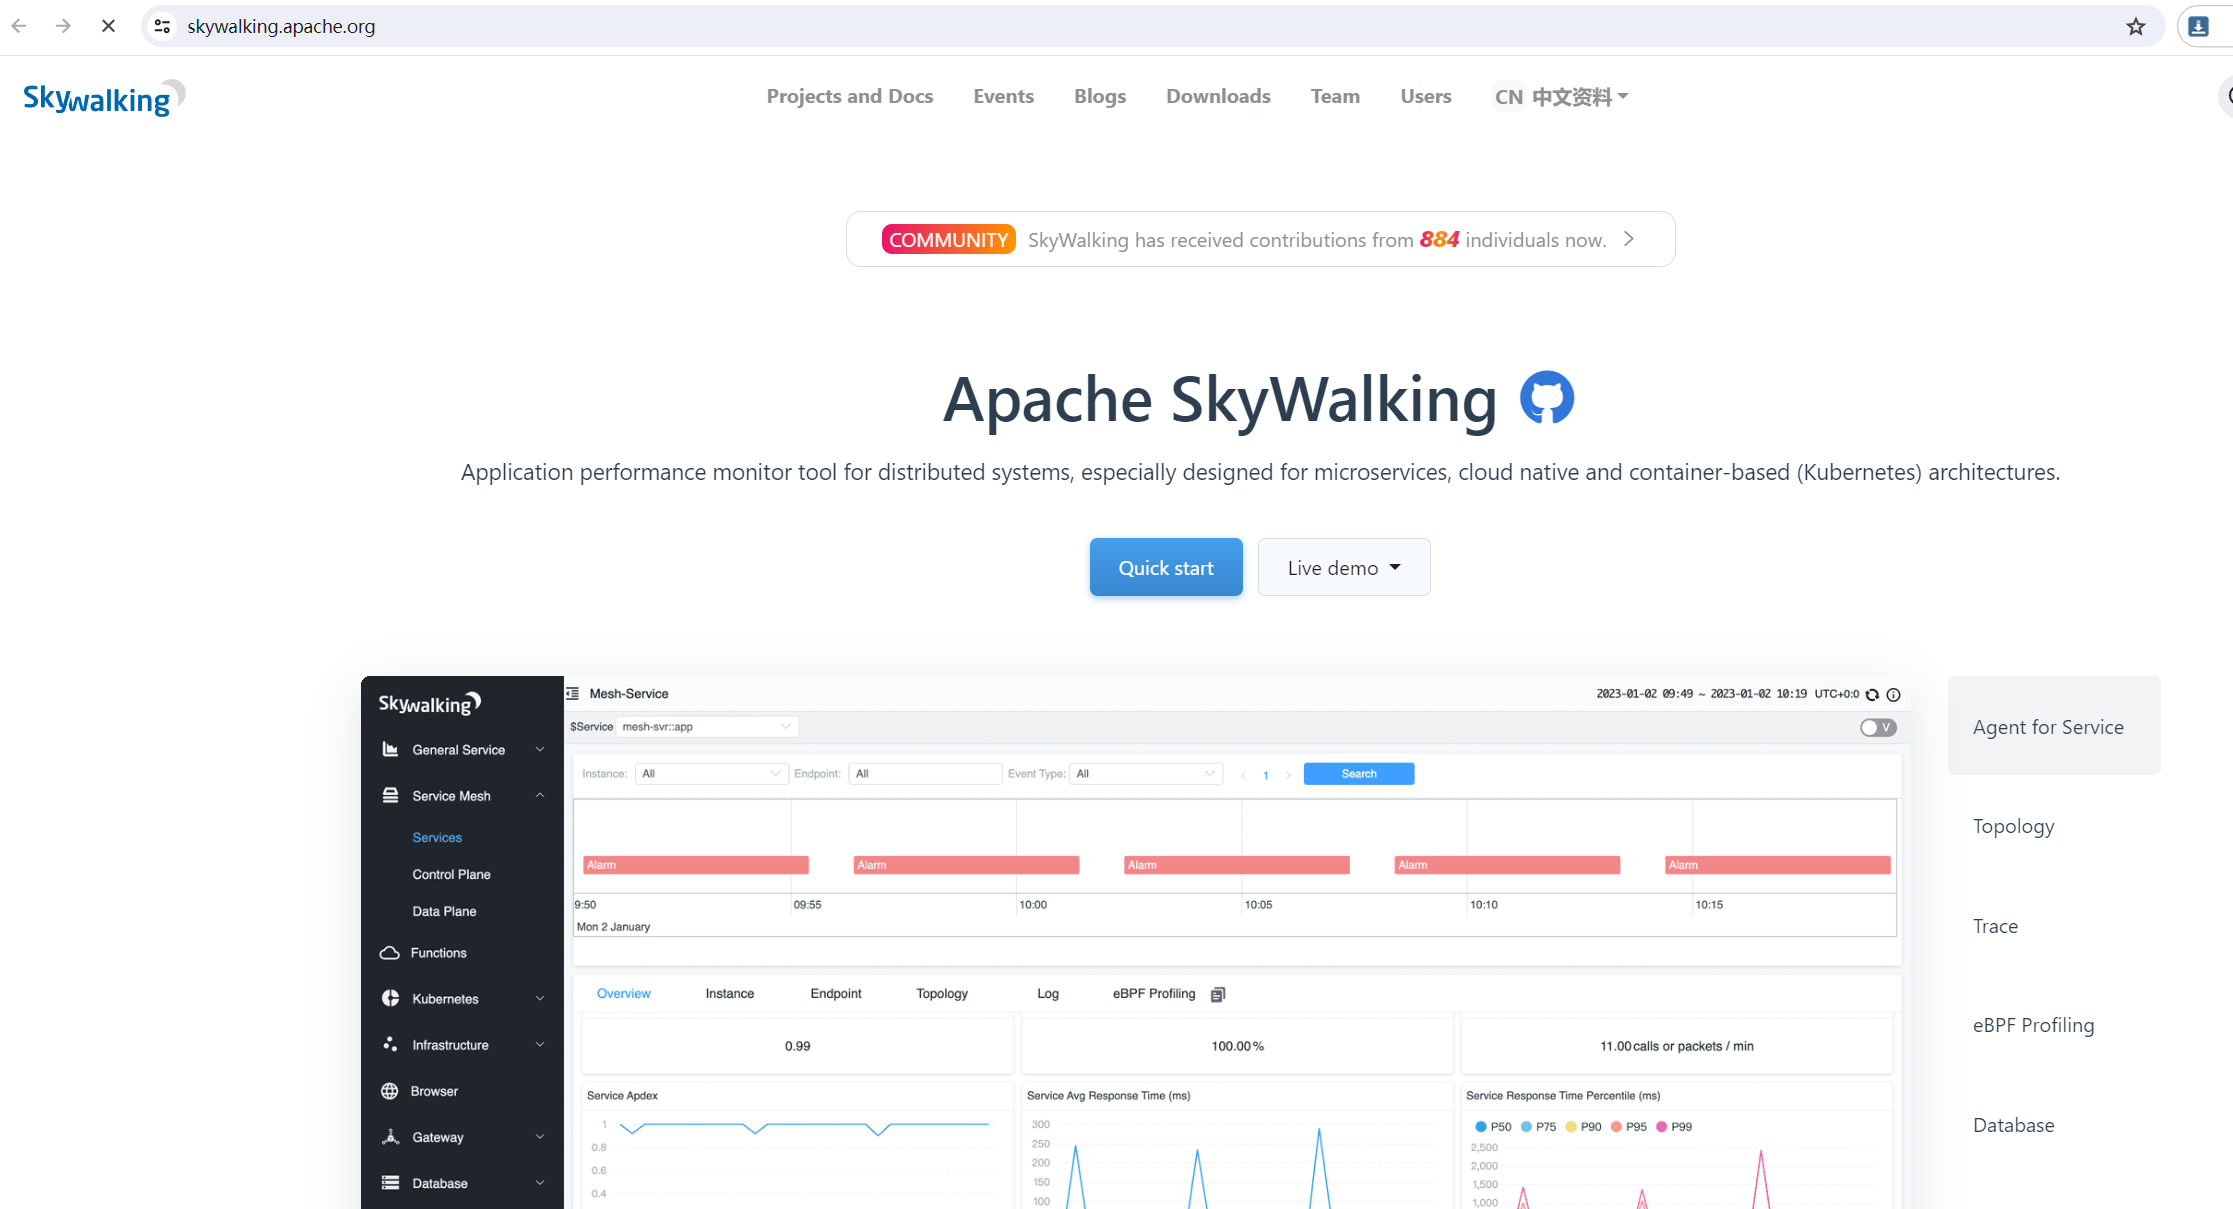 skywalking.apache.org
Skywalking
Projects and Docs Events Blogs Downloads Team Users CN 中文资料
COMMUNITY SkyWalking has received contributions from 884 individuals now.
Apache SkyWalking
Application performance monitor tool for distributed systems, especially designed for microservices, cloud native and container-based (Kubernetes) architectures.
Quick start Live demo
Skywalking
General Service
Service Mesh
Services
Control Plane
Data Plane
Functions
Kubernetes
Infrastructure
Browser
Gateway
Database
Mesh-Service 2023-01-02 09:49 ~ 2023-01-02 10:19 UTC+0:0
$Service mesh-svr::app V
Instance: All Endpoint: All Event Type: All 1 Search
Alarm Alarm Alarm Alarm Alarm
9:50 09:55 10:00 10:05 10:10 10:15
Mon 2 January
Overview Instance Endpoint Topology Log eBPF Profiling
0.99 100.00% 11.00 calls or packets / min
Service Apdex
1
0.8
0.6
0.4
Service Avg Response Time (ms)
300
250
200
150
100
Service Response Time Percentile (ms)
P50 P75 P90 P95 P99
2,500
2,000
1,500
1,000
Agent for Service
Topology
Trace
eBPF Profiling
Database